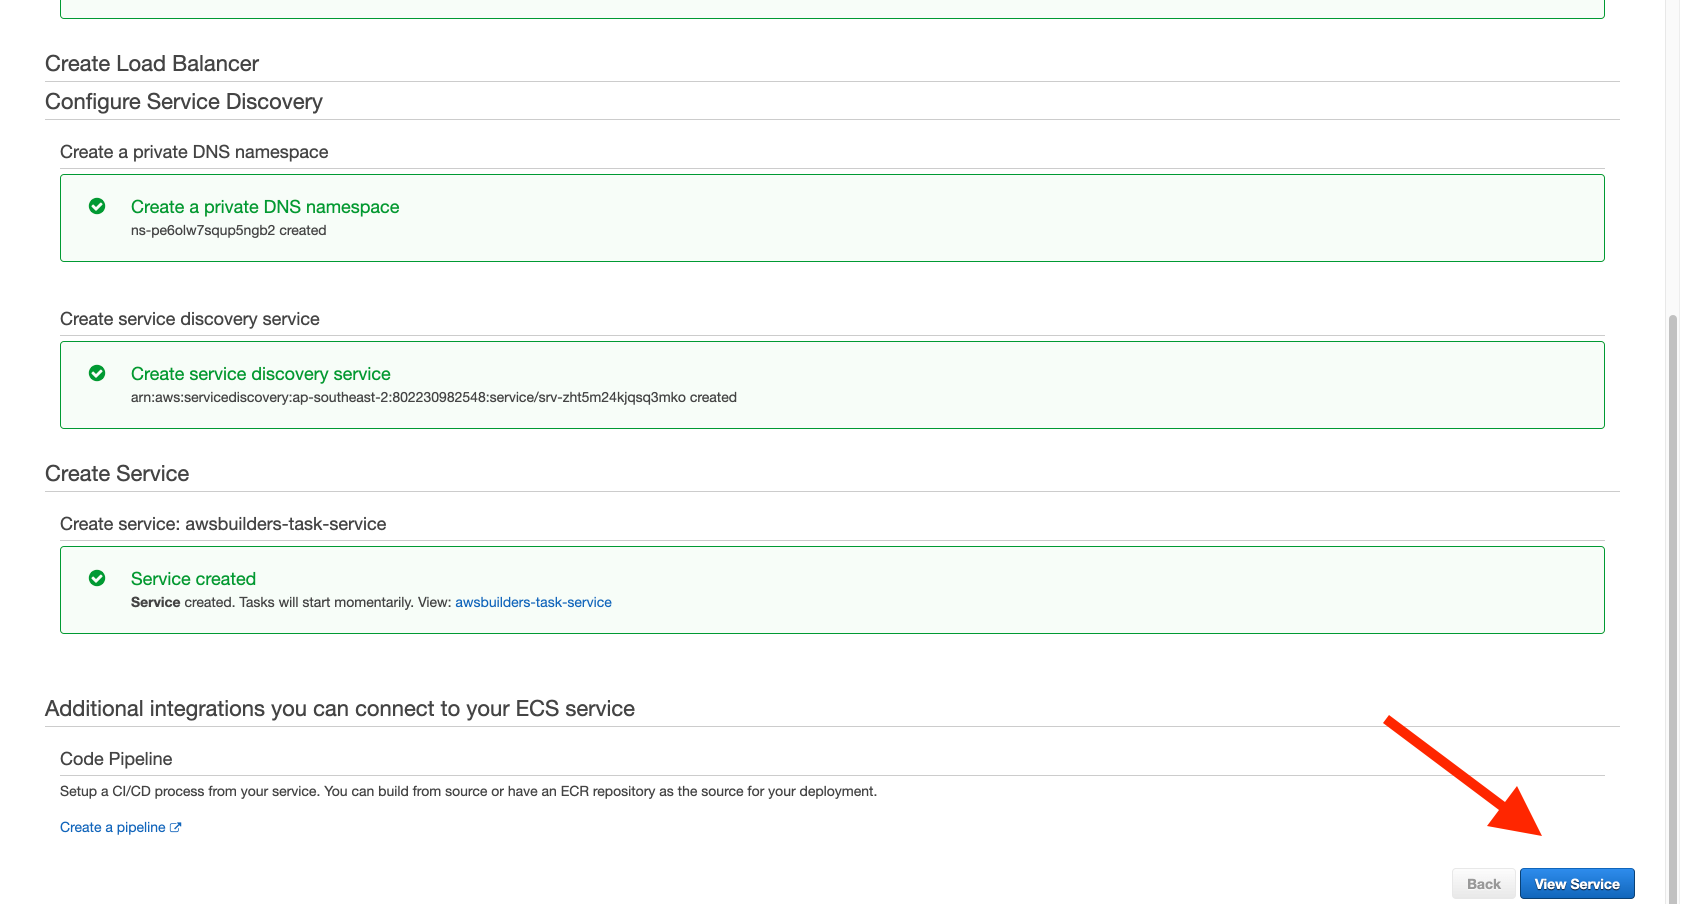 Create Load Balancer
Configure Service Discovery
Create a private DNS namespace
Create a private DNS namespace
ns-pe6olw7squp5ngb2 created
Create service discovery service
Create service discovery service
arn:aws:servicediscovery:ap-southeast-2:802230982548:service/srv-zht5m24kjqsq3mko created
Create Service
Create service: awsbuilders-task-service
Service created
Service created. Tasks will start momentarily. View: awsbuilders-task-service
Additional integrations you can connect to your ECS service
Code Pipeline
Setup a CI/CD process from your service. You can build from source or have an ECR repository as the source for your deployment.
Create a pipeline
Back View Service